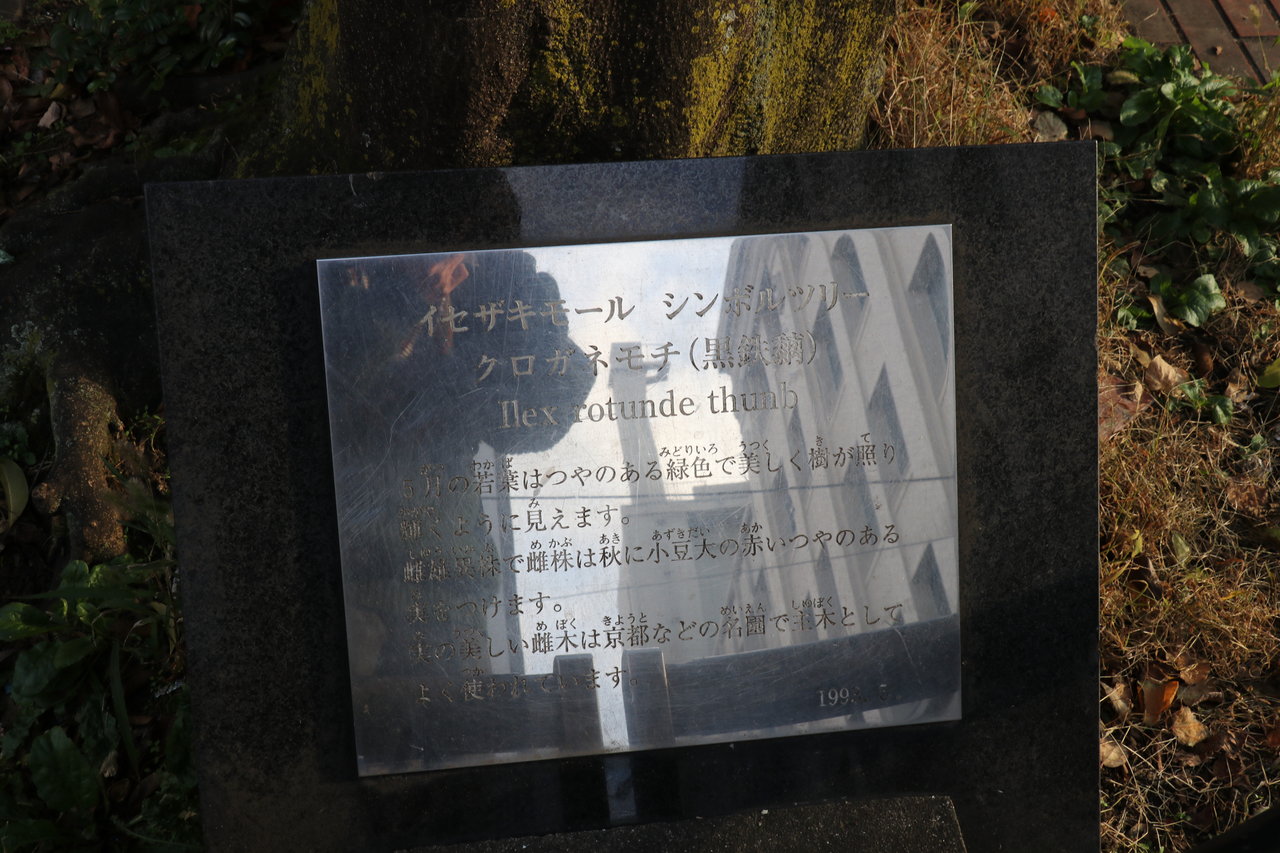 イセザキモール シンボルツリー
クロガネモチ(黒鉄黐)
Ilex rotunde thunb
5月の若葉はつやのある緑色で美しく樹が照り
輝くように見えます。
雌雄異株で雌株は秋に小豆大の赤いつやのある
実をつけます。
実の美しい雌木は京都などの名園で主木として
よく使われています。